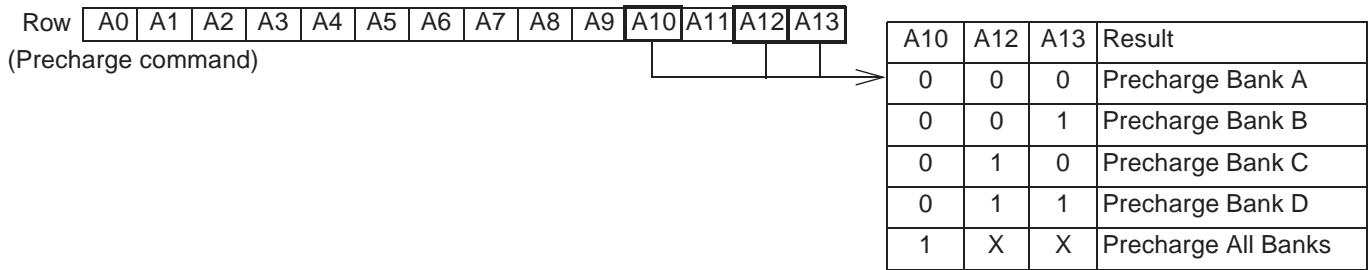 Row A0 A1 A2 A3 A4 A5 A6 A7 A8 A9 A10 A11 A12 A13
(Precharge command)
A10 A12 A13 Result
0 0 0 Precharge Bank A
0 0 1 Precharge Bank B
0 1 0 Precharge Bank C
0 1 1 Precharge Bank D
1 X X Precharge All Banks